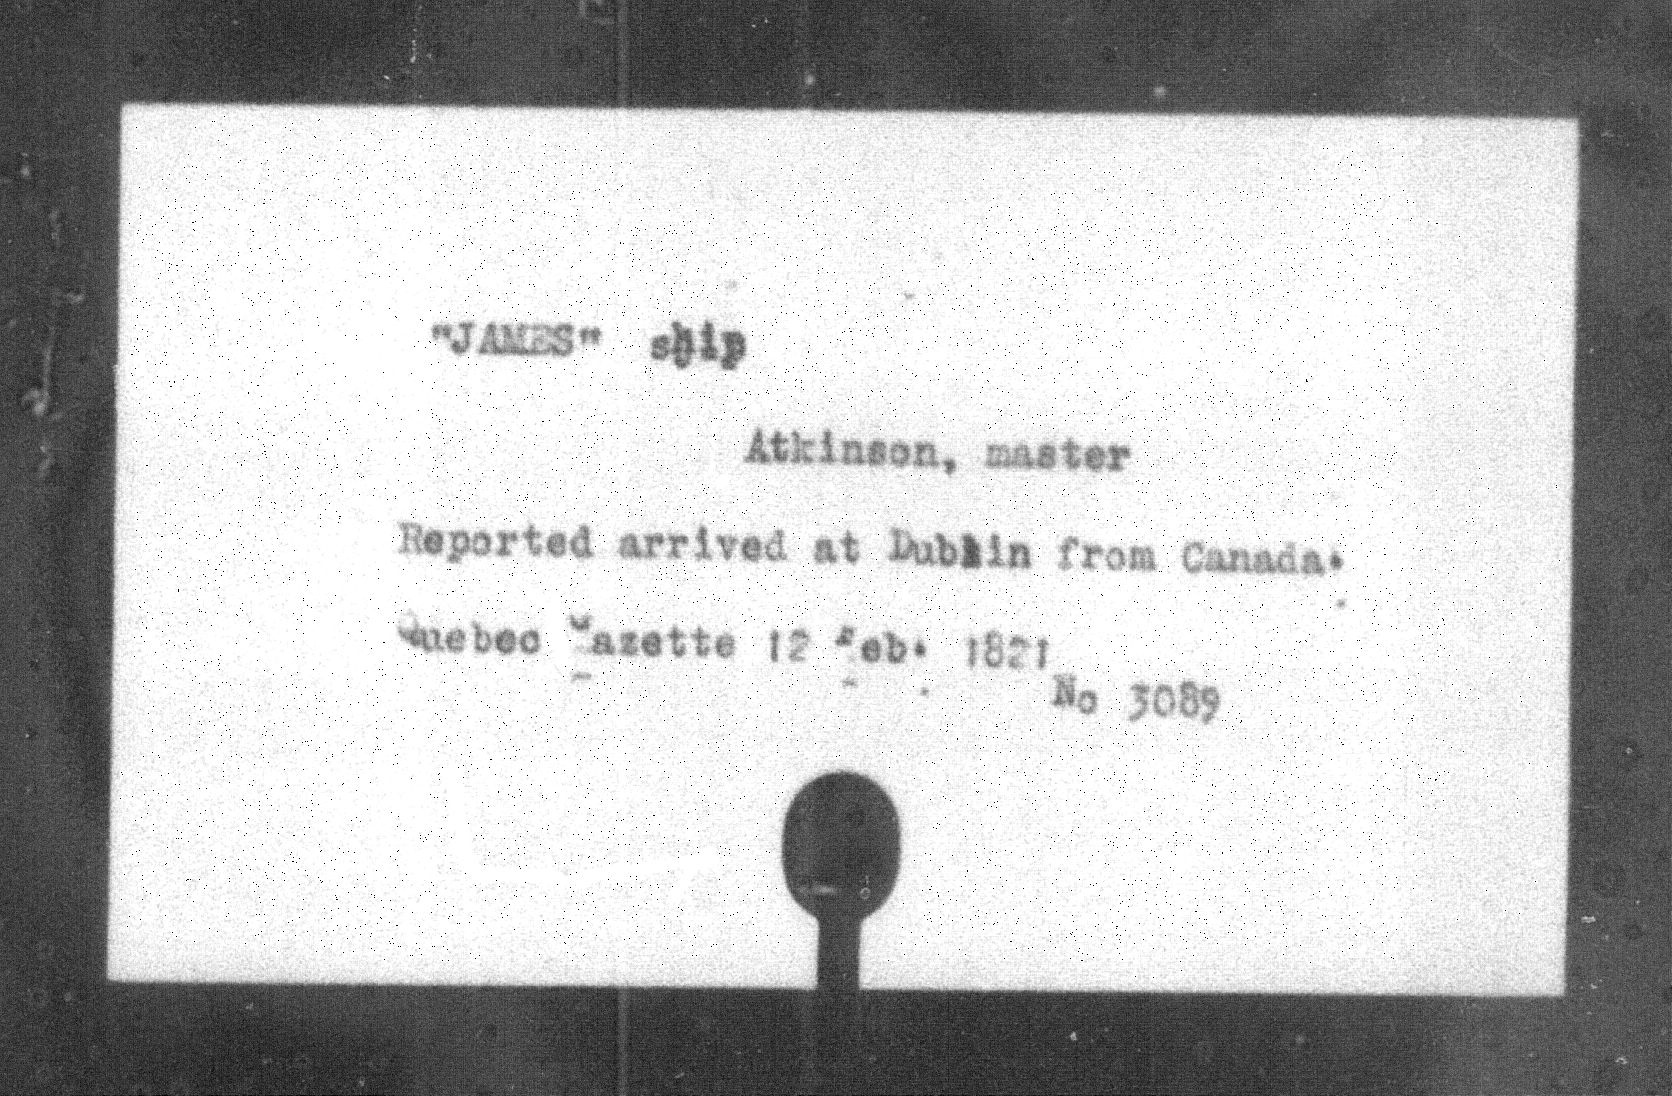 "JAMES" ship
Atkinson, master
Reported arrived at Dublin from Canada.
Quebec Gazette 12 Feb. 1821
No 3089